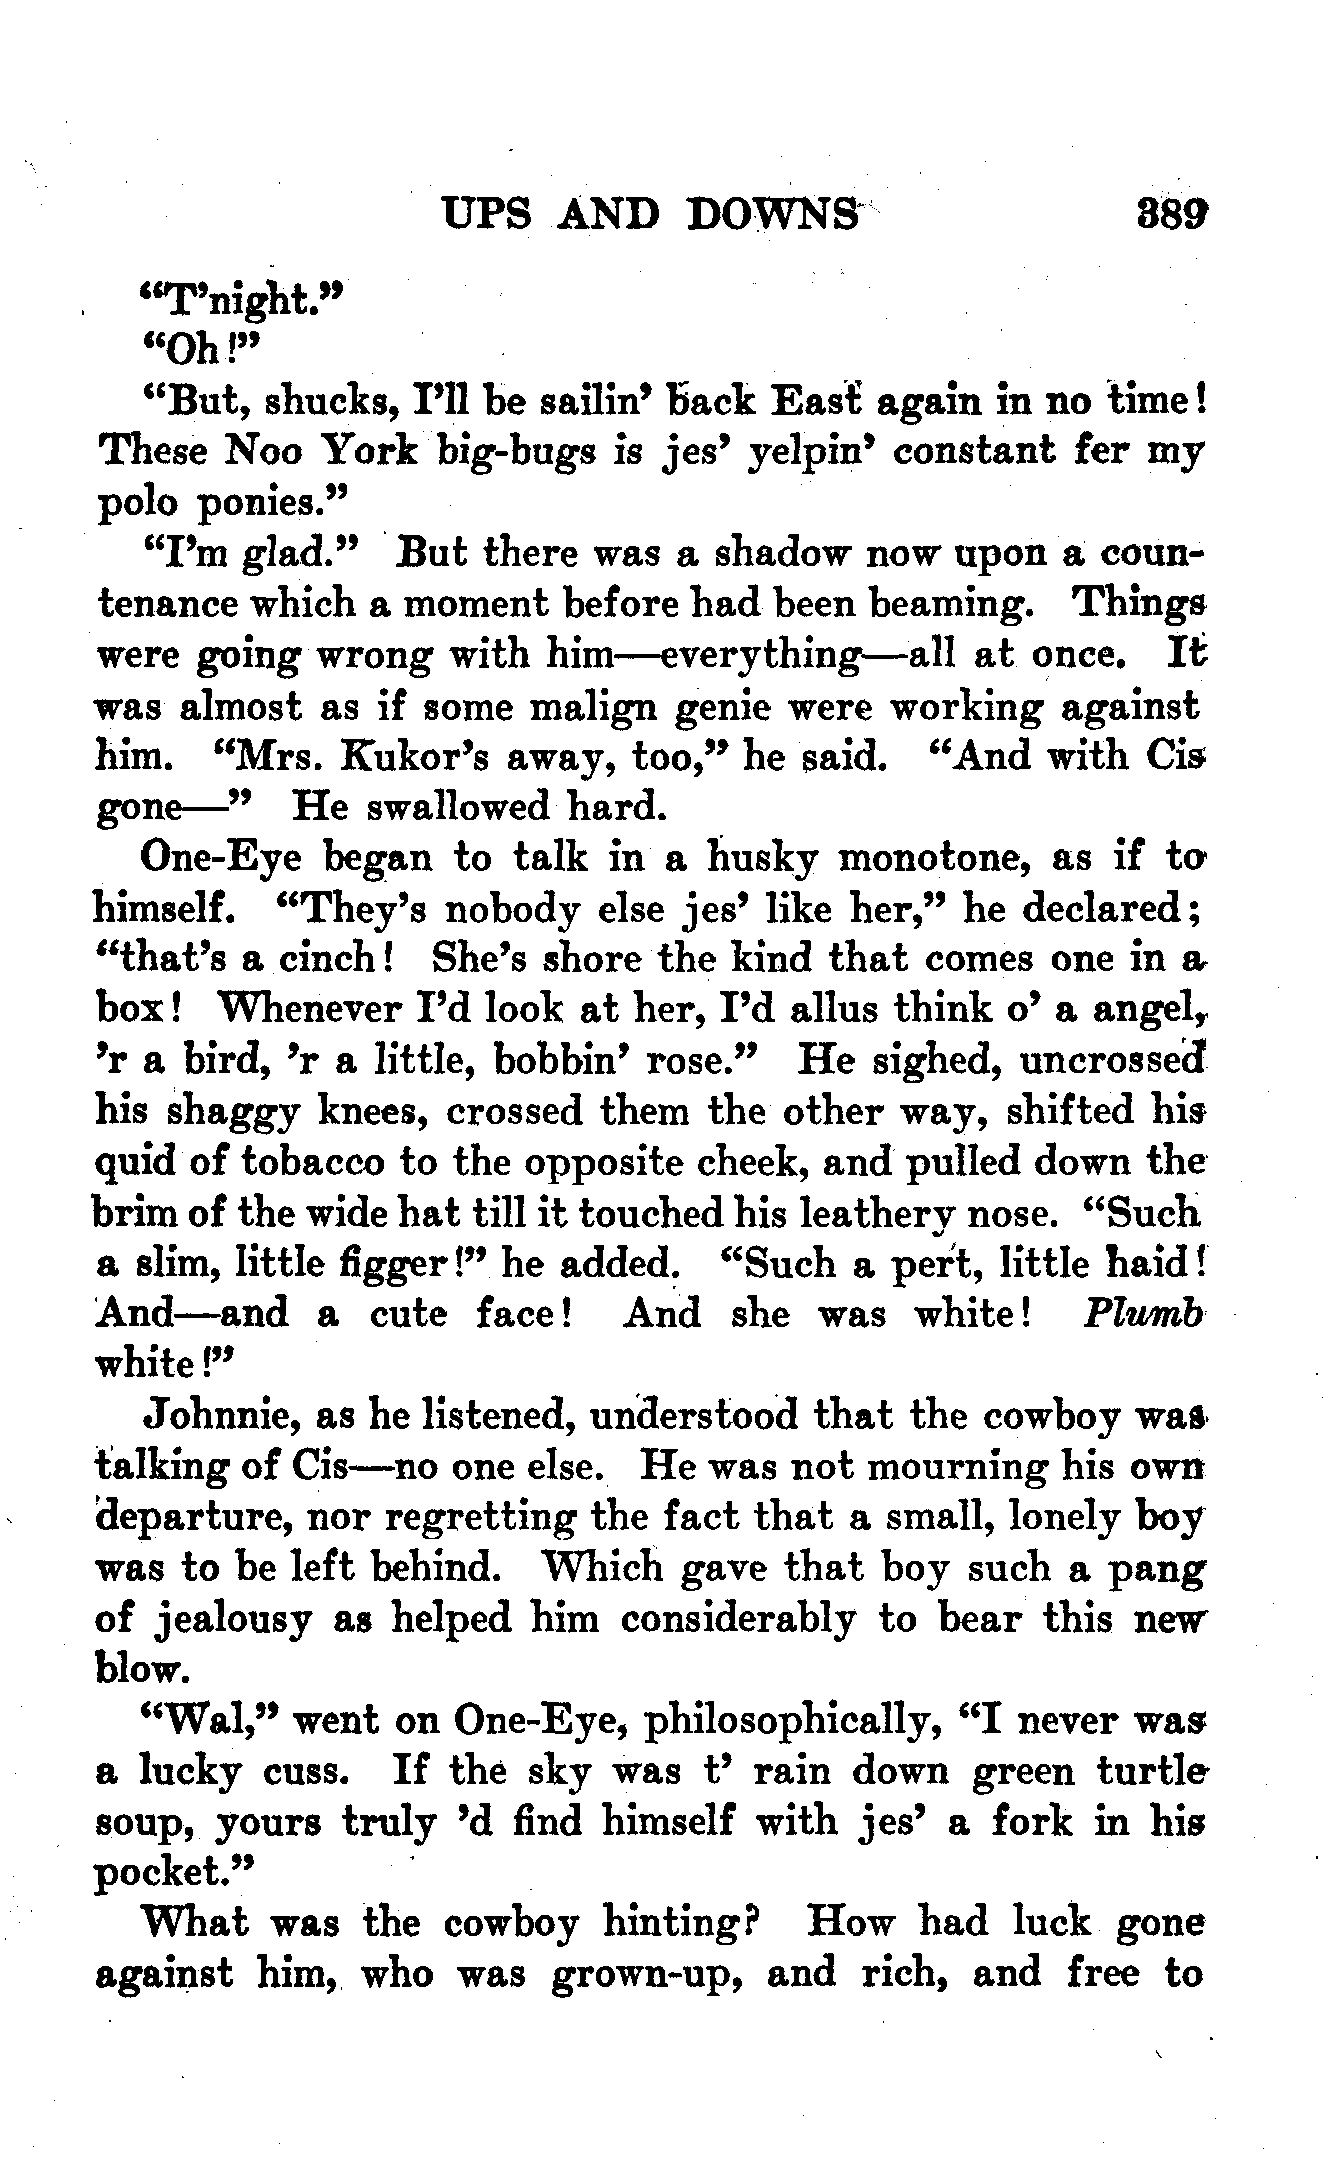 UPS AND DOWNS 389
“T’night.”
“Oh!”
“But, shucks, I’ll be sailin’ back East again in no time!
These Noo York big-bugs is jes’ yelpin’ constant fer my
polo ponies.”
“I’m glad.” But there was a shadow now upon a coun-
tenance which a moment before had been beaming. Things
were going wrong with him—everything—all at once. It
was almost as if some malign genie were working against
him. “Mrs. Kukor’s away, too,” he said. “And with Cis
gone—” He swallowed hard.
One-Eye began to talk in a husky monotone, as if to
himself. “They’s nobody else jes’ like her,” he declared;
“that’s a cinch! She’s shore the kind that comes one in a
box! Whenever I’d look at her, I’d allus think o’ a angel,
’r a bird, ’r a little, bobbin’ rose.” He sighed, uncrossed
his shaggy knees, crossed them the other way, shifted his
quid of tobacco to the opposite cheek, and pulled down the
brim of the wide hat till it touched his leathery nose. “Such
a slim, little figger!” he added. “Such a pert, little haid!
And—and a cute face! And she was white! Plumb
white!”
Johnnie, as he listened, understood that the cowboy was
talking of Cis—no one else. He was not mourning his own
departure, nor regretting the fact that a small, lonely boy
was to be left behind. Which gave that boy such a pang
of jealousy as helped him considerably to bear this new
blow.
“Wal,” went on One-Eye, philosophically, “I never was
a lucky cuss. If the sky was t’ rain down green turtle
soup, yours truly ’d find himself with jes’ a fork in his
pocket.”
What was the cowboy hinting? How had luck gone
against him, who was grown-up, and rich, and free to